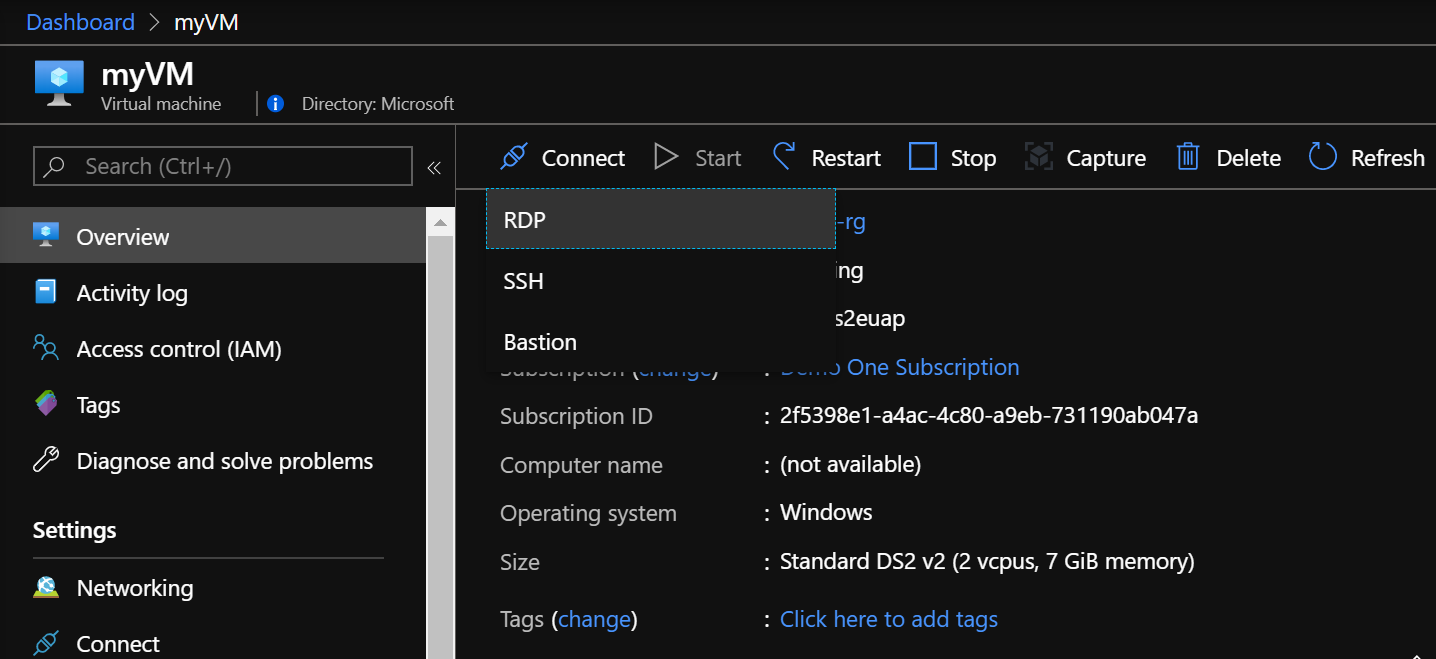 Dashboard > myVM
myVM
Virtual machine
Directory: Microsoft
Search (Ctrl+/)
«
Connect Start Restart Stop Capture Delete Refresh
RDP
SSH
Bastion
-rg
ing
s2euap
Overview
Activity log
Access control (IAM)
Tags
Diagnose and solve problems
Settings
Networking
Connect
Subscription (change) : Demo One Subscription
Subscription ID : 2f5398e1-a4ac-4c80-a9eb-731190ab047a
Computer name : (not available)
Operating system : Windows
Size : Standard DS2 v2 (2 vcpus, 7 GiB memory)
Tags (change) : Click here to add tags